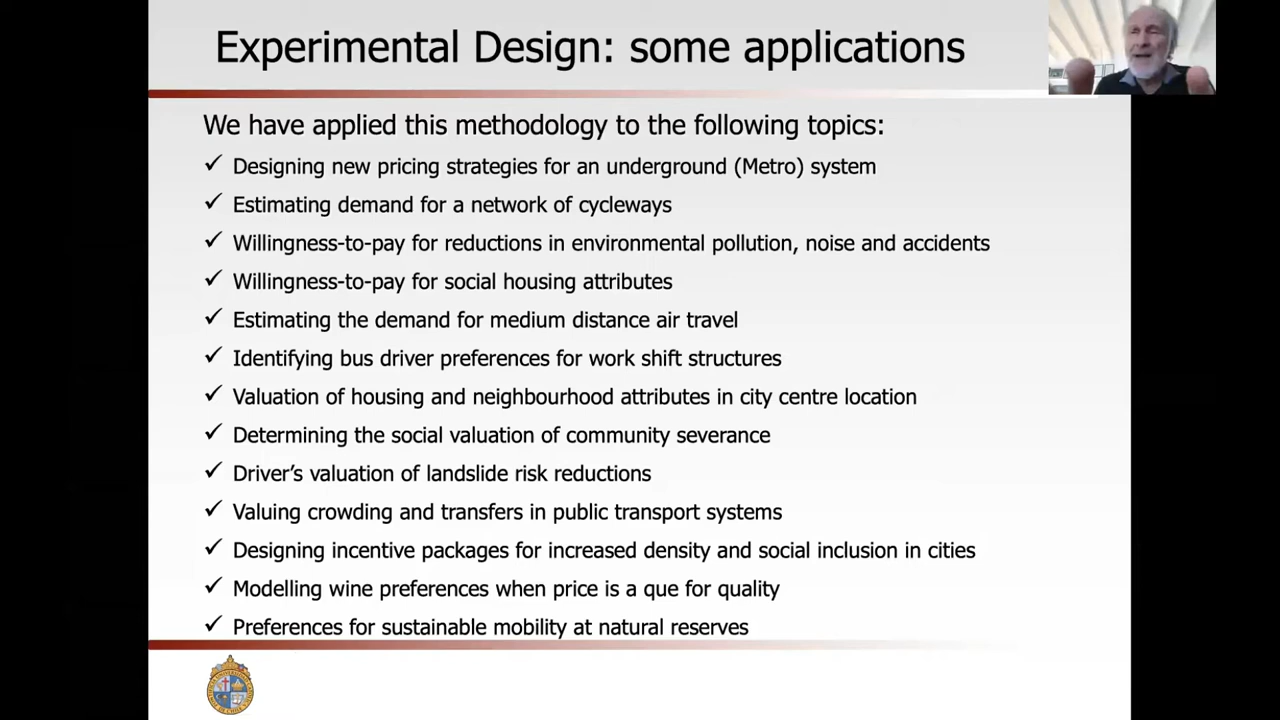 Experimental Design: some applications
We have applied this methodology to the following topics:
✓ Designing new pricing strategies for an underground (Metro) system
✓ Estimating demand for a network of cycleways
✓ Willingness-to-pay for reductions in environmental pollution, noise and accidents
✓ Willingness-to-pay for social housing attributes
✓ Estimating the demand for medium distance air travel
✓ Identifying bus driver preferences for work shift structures
✓ Valuation of housing and neighbourhood attributes in city centre location
✓ Determining the social valuation of community severance
✓ Driver’s valuation of landslide risk reductions
✓ Valuing crowding and transfers in public transport systems
✓ Designing incentive packages for increased density and social inclusion in cities
✓ Modelling wine preferences when price is a que for quality
✓ Preferences for sustainable mobility at natural reserves